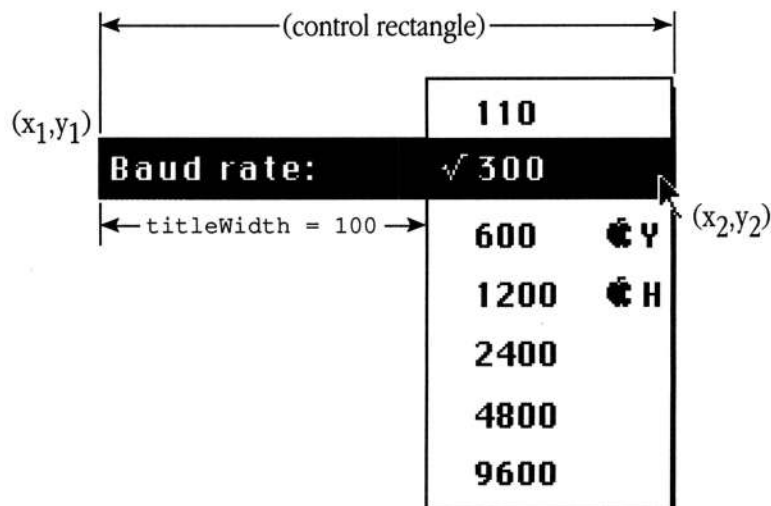 (control rectangle)
110
(x1,y1)
Baud rate: √ 300
(x2,y2)
titleWidth = 100
600 Y
1200 H
2400
4800
9600